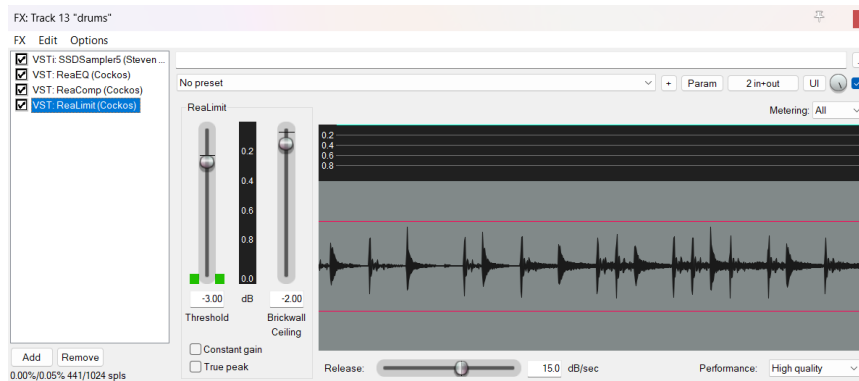 FX: Track 13 "drums"
FX Edit Options
VSTi: SSDSampler5 (Steven ...
VST: ReaEQ (Cockos)
VST: ReaComp (Cockos)
VST: ReaLimit (Cockos)
No preset
+ Param 2 in+out UI
ReaLimit
Metering: All
0.2
0.4
0.6
0.8
0.2
0.4
0.6
0.8
0.0
-3.00 dB -2.00
Threshold Brickwall
Ceiling
Constant gain
True peak
Release: 15.0 dB/sec Performance: High quality
Add Remove
0.00%/0.05% 441/1024 spls